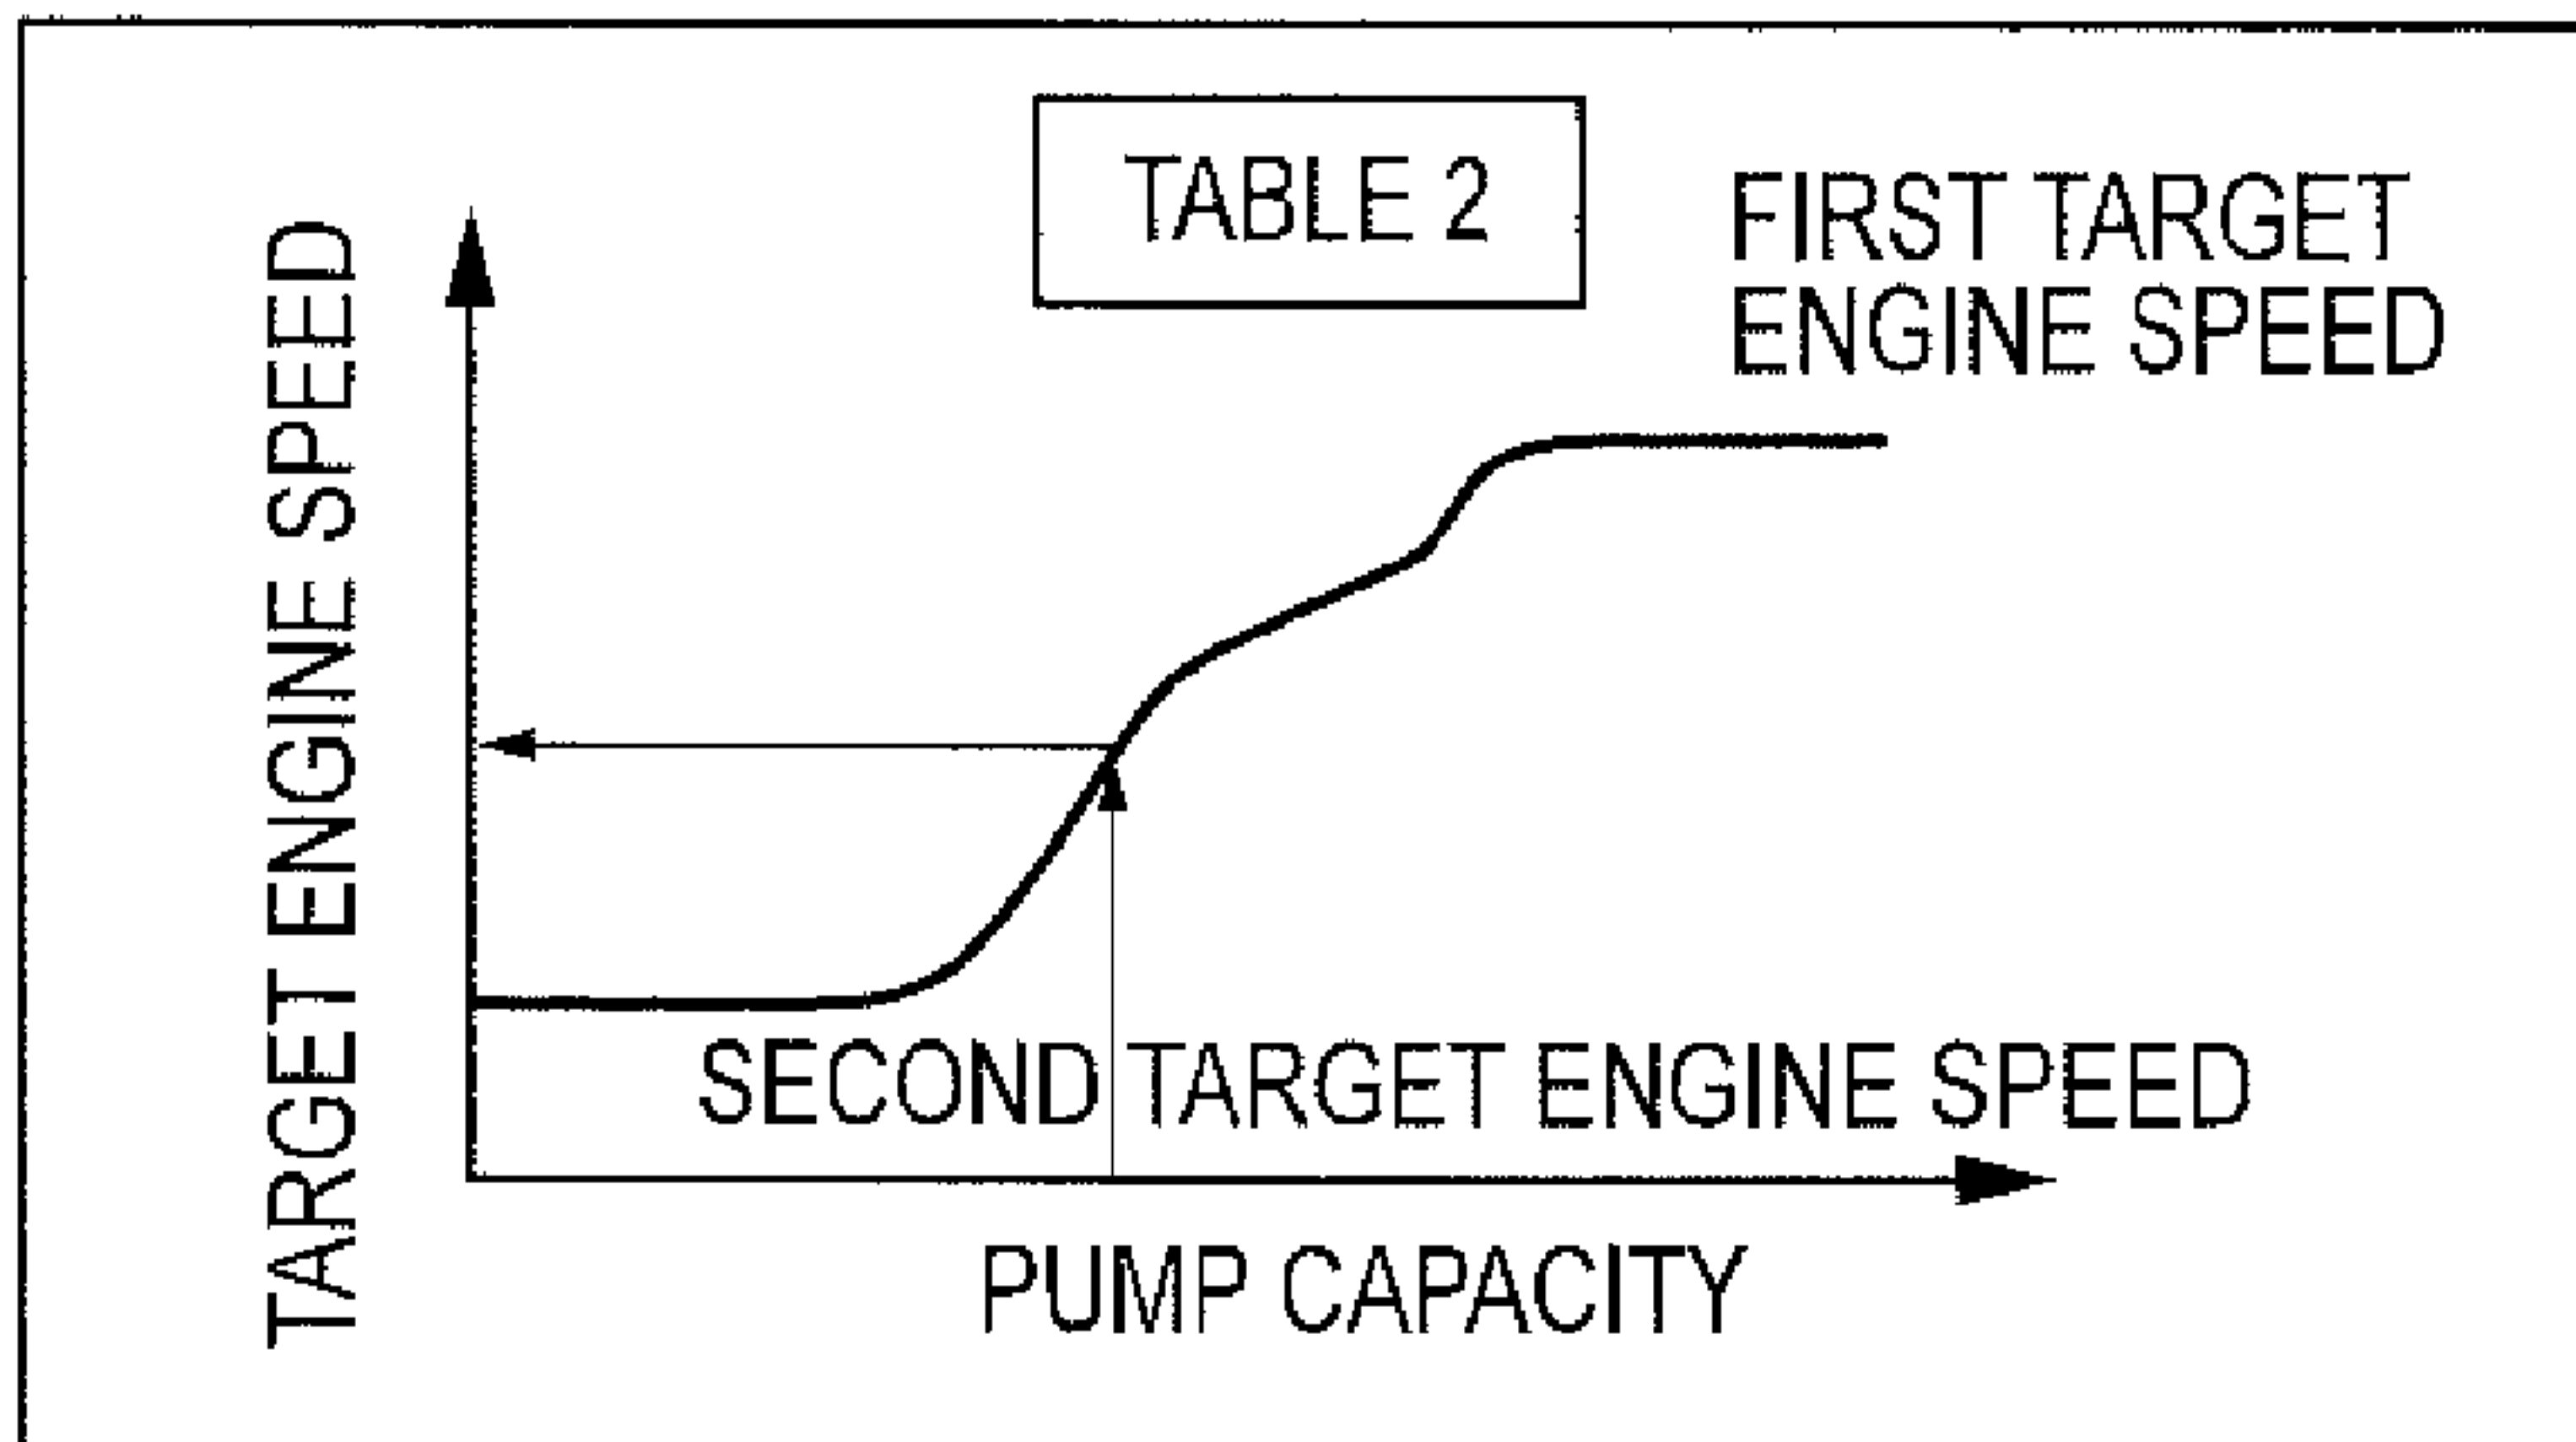 TABLE 2
FIRST TARGET
ENGINE SPEED
TARGET ENGINE SPEED
SECOND TARGET ENGINE SPEED
PUMP CAPACITY